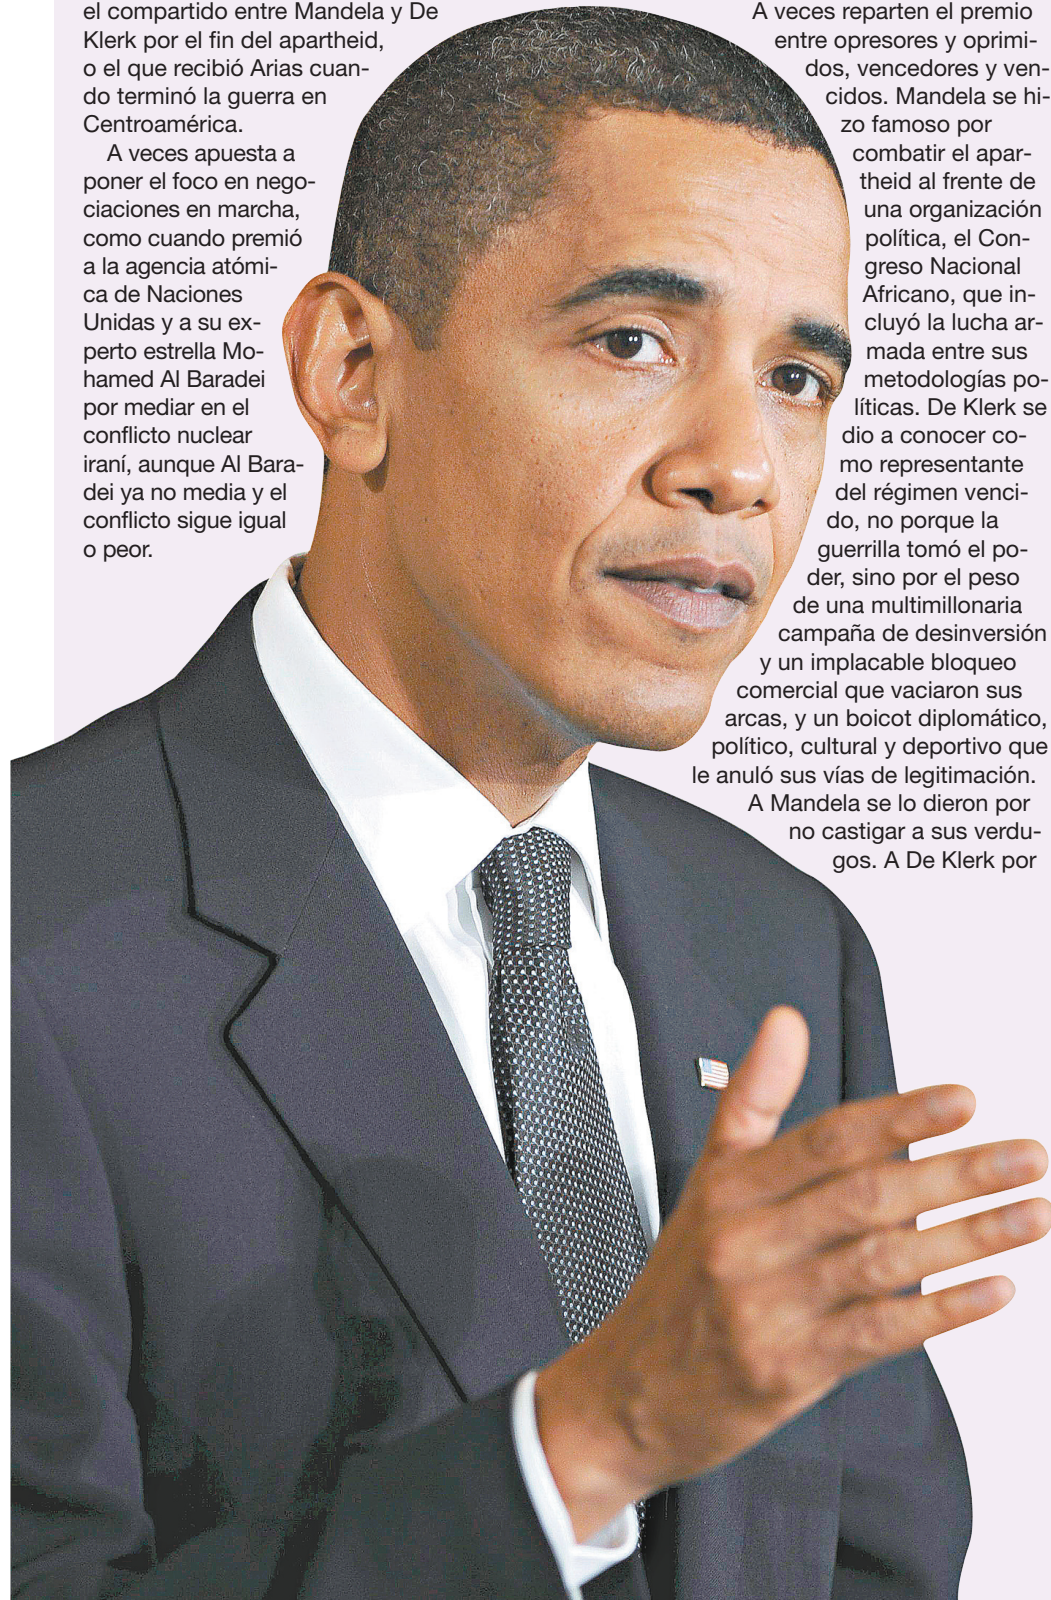 el compartido entre Mandela y De
Klerk por el fin del apartheid,
o el que recibió Arias cuan-
do terminó la guerra en
Centroamérica.
A veces apuesta a
poner el foco en nego-
ciaciones en marcha,
como cuando premió
a la agencia atómi-
ca de Naciones
Unidas y a su ex-
perto estrella Mo-
hamed Al Baradei
por mediar en el
conflicto nuclear
iraní, aunque Al Bara-
dei ya no media y el
conflicto sigue igual
o peor.
A veces reparten el premio
entre opresores y oprimi-
dos, vencedores y ven-
cidos. Mandela se hi-
zo famoso por
combatir el apar-
theid al frente de
una organización
política, el Con-
greso Nacional
Africano, que in-
cluyó la lucha ar-
mada entre sus
metodologías po-
líticas. De Klerk se
dio a conocer co-
mo representante
del régimen venci-
do, no porque la
guerrilla tomó el po-
der, sino por el peso
de una multimillonaria
campaña de desinversión
y un implacable bloqueo
comercial que vaciaron sus
arcas, y un boicot diplomático,
político, cultural y deportivo que
le anuló sus vías de legitimación.
A Mandela se lo dieron por
no castigar a sus verdu-
gos. A De Klerk por